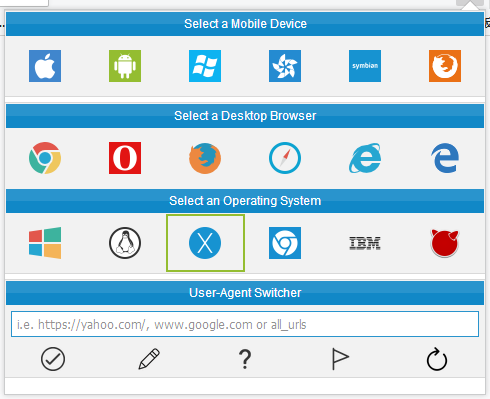 Select a Mobile Device
symbian
Select a Desktop Browser
Select an Operating System
X
IBM
User-Agent Switcher
i.e. https://yahoo.com/, www.google.com or all_urls
?